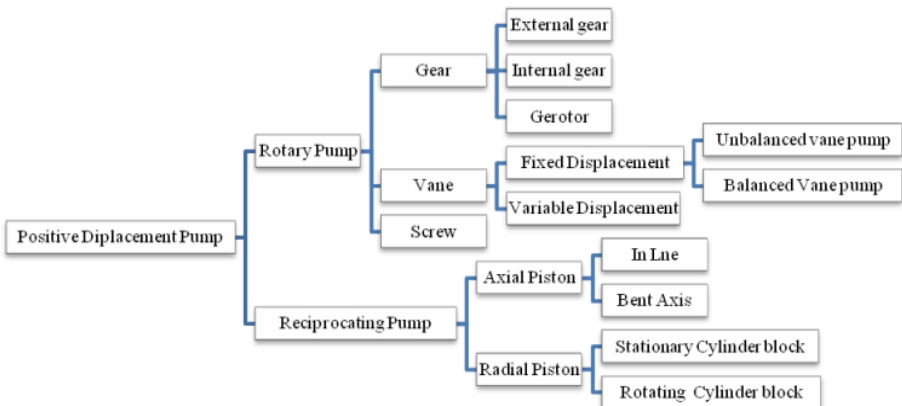 Positive Diplacement Pump
Rotary Pump
Gear
External gear
Internal gear
Gerotor
Vane
Fixed Displacement
Unbalanced vane pump
Balanced Vane pump
Variable Displacement
Screw
Reciprocating Pump
Axial Piston
In Lne
Bent Axis
Radial Piston
Stationary Cylinder block
Rotating Cylinder block